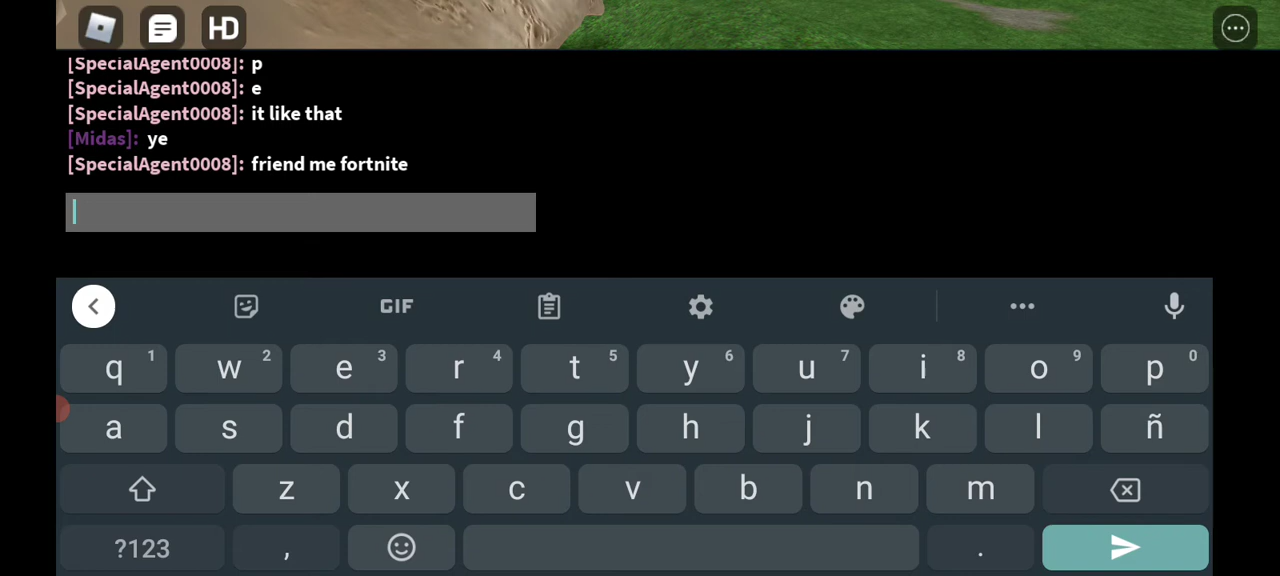 HD
[SpecialAgent0008]: p
[SpecialAgent0008]: e
[SpecialAgent0008]: it like that
[Midas]: ye
[SpecialAgent0008]: friend me fortnite
GIF
q 1 w 2 e 3 r 4 t 5 y 6 u 7 i 8 o 9 p 0
a s d f g h j k l ñ
z x c v b n m
?123 , .